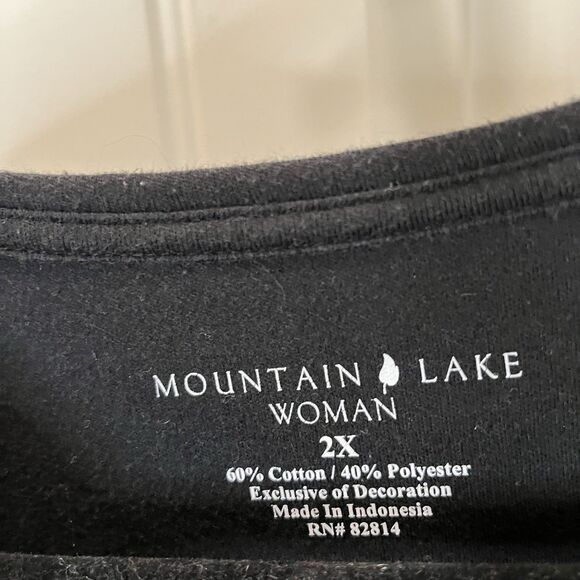 MOUNTAIN LAKE
WOMAN
2X
60% Cotton / 40% Polyester
Exclusive of Decoration
Made In Indonesia
RN# 82814